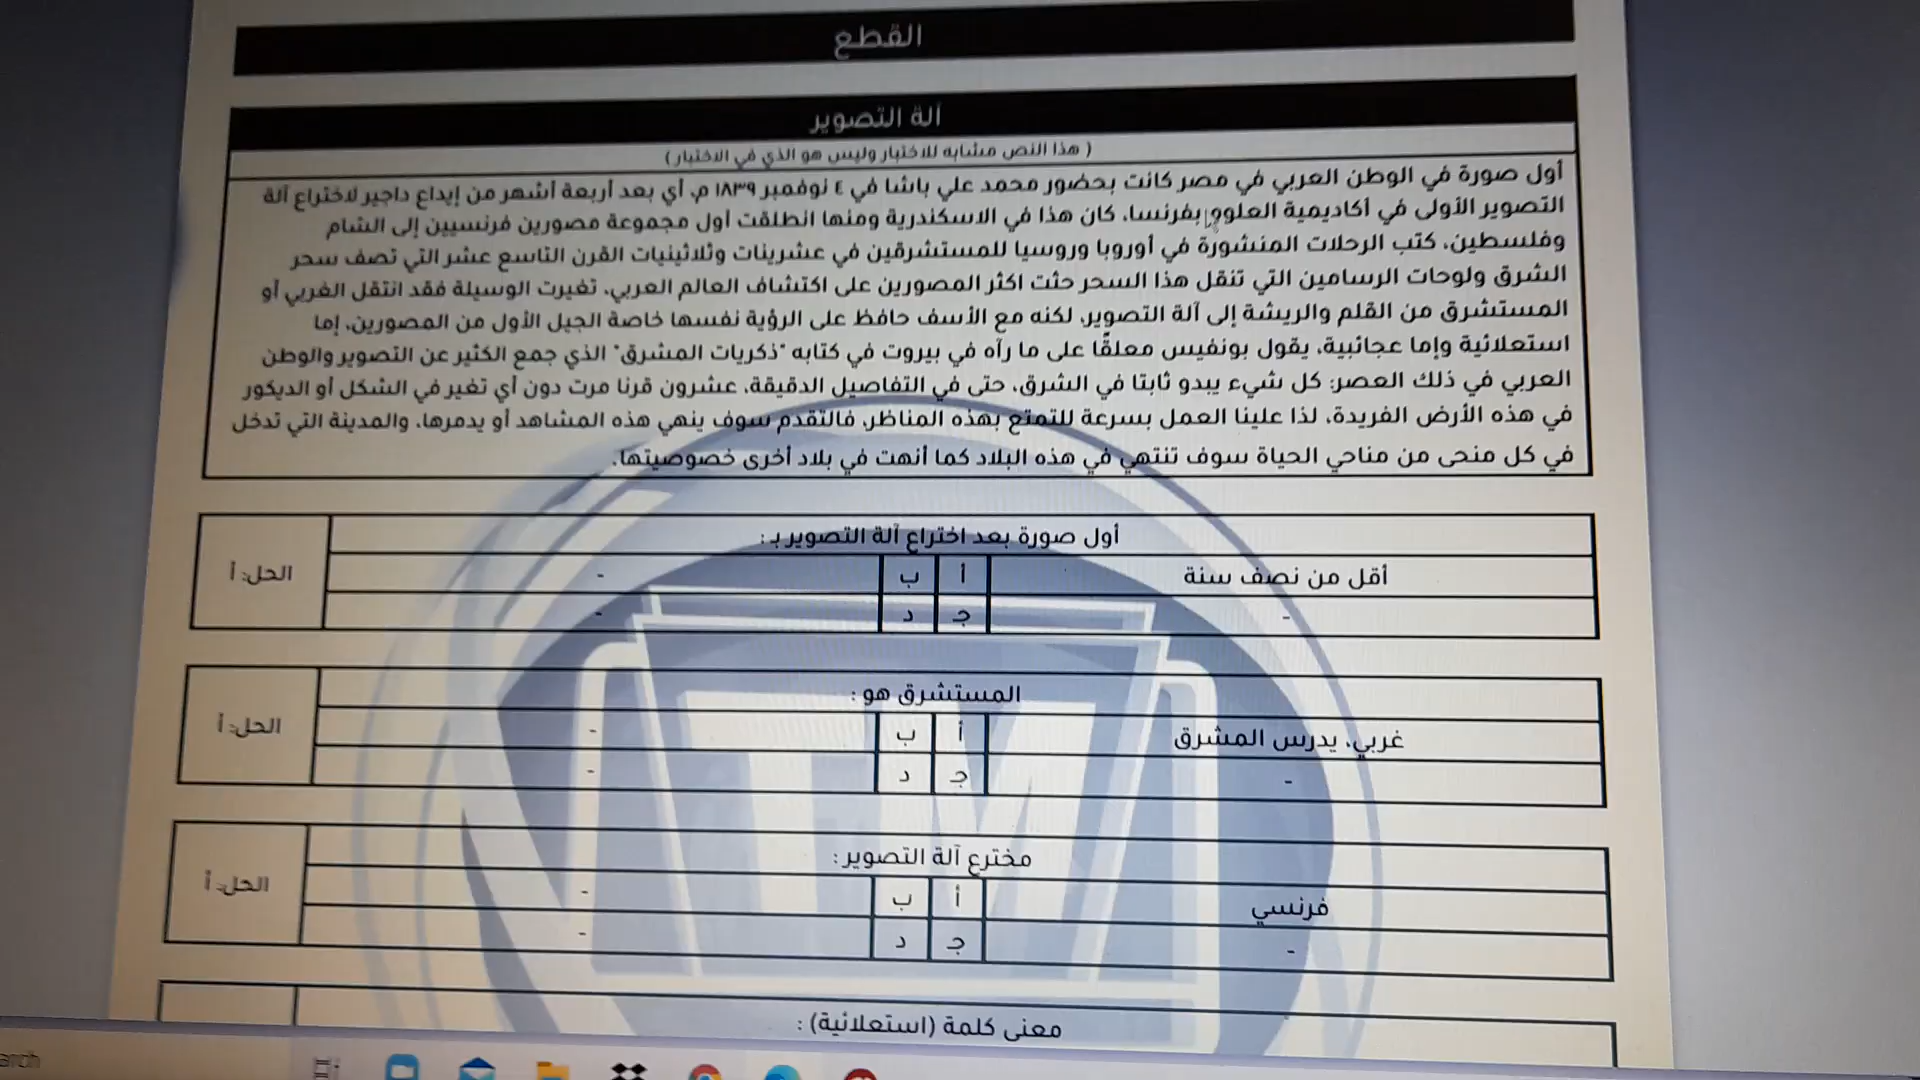 القطع
آلة التصوير
( هذا النص مشابه للاختبار وليس هو الذي في الاختبار )
أول صورة في الوطن العربي في مصر كانت بحضور محمد علي باشا في ٤ نوفمبر ١٨٣٩ م، أي بعد أربعة أشهر من إيداع داجير لاختراع آلة
التصوير الأولى في أكاديمية العلوم بفرنسا، كان هذا في الاسكندرية ومنها انطلقت أول مجموعة مصورين فرنسيين إلى الشام
وفلسطين، كتب الرحلات المنشورة في أوروبا وروسيا للمستشرقين في عشرينات وثلاثينيات القرن التاسع عشر التي تصف سحر
الشرق ولوحات الرسامين التي تنقل هذا السحر حثت اكثر المصورين على اكتشاف العالم العربي، تغيرت الوسيلة فقد انتقل الغربي أو
المستشرق من القلم والريشة إلى آلة التصوير، لكنه مع الأسف حافظ على الرؤية نفسها خاصة الجيل الأول من المصورين، إما
استعلائية وإما عجائبية، يقول بونفيس معلقًا على ما رآه في بيروت في كتابه "ذكريات المشرق" الذي جمع الكثير عن التصوير والوطن
العربي في ذلك العصر: كل شيء يبدو ثابتا في الشرق، حتى في التفاصيل الدقيقة، عشرون قرنا مرت دون أي تغير في الشكل أو الديكور
في هذه الأرض الفريدة، لذا علينا العمل بسرعة للتمتع بهذه المناظر، فالتقدم سوف ينهي هذه المشاهد أو يدمرها، والمدينة التي تدخل
في كل منحى من مناحي الحياة سوف تنتهي في هذه البلاد كما أنهت في بلاد أخرى خصوصيتها.
أول صورة بعد اختراع آلة التصوير بـ :
أقل من نصف سنة أ ب - الحل: أ
- جـ د -
المستشرق هو :
غربي، يدرس المشرق أ ب - الحل: أ
- جـ د -
مخترع آلة التصوير :
فرنسي أ ب - الحل: أ
- جـ د -
معنى كلمة (استعلائية) :
arch